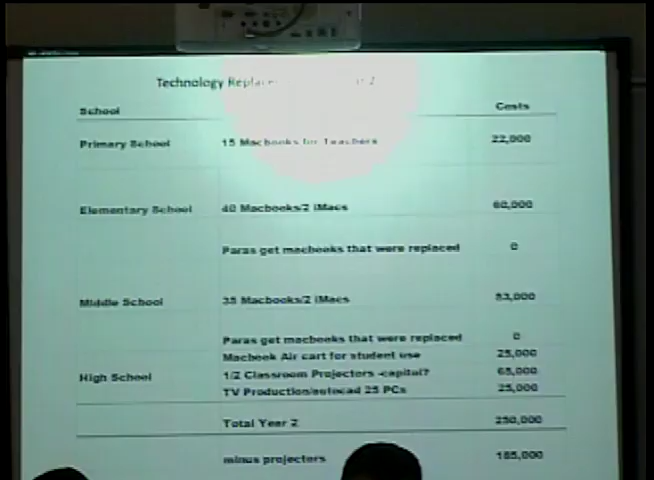 Technology 2
School Costs
Primary School 15 Macbooks for Teachers 22,000
Elementary School 40 Macbooks/2 iMacs 60,000
Paras get macbooks that were replaced 0
Middle School 35 Macbooks/2 iMacs 53,000
Paras get macbooks that were replaced 0
Macbook Air cart for student use 25,000
High School 1/2 Classroom Projectors -capital? 65,000
TV Production/autocad 25 PCs 25,000
Total Year 2 250,000
minus projectors 185,000